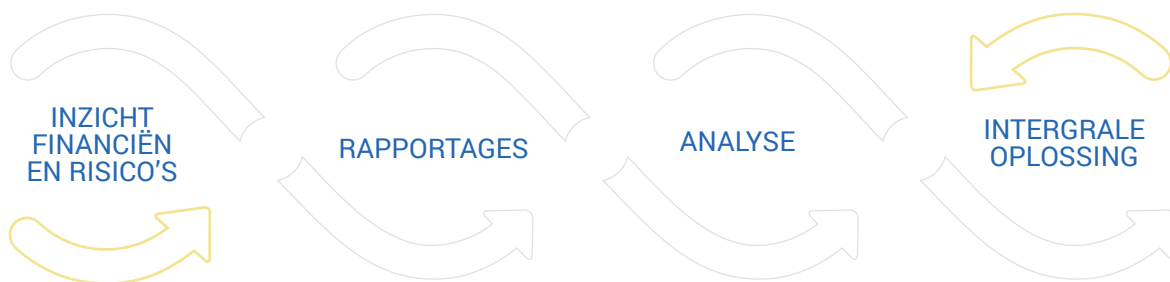 INZICHT
FINANCIËN
EN RISICO'S
RAPPORTAGES
ANALYSE
INTERGRALE
OPLOSSING